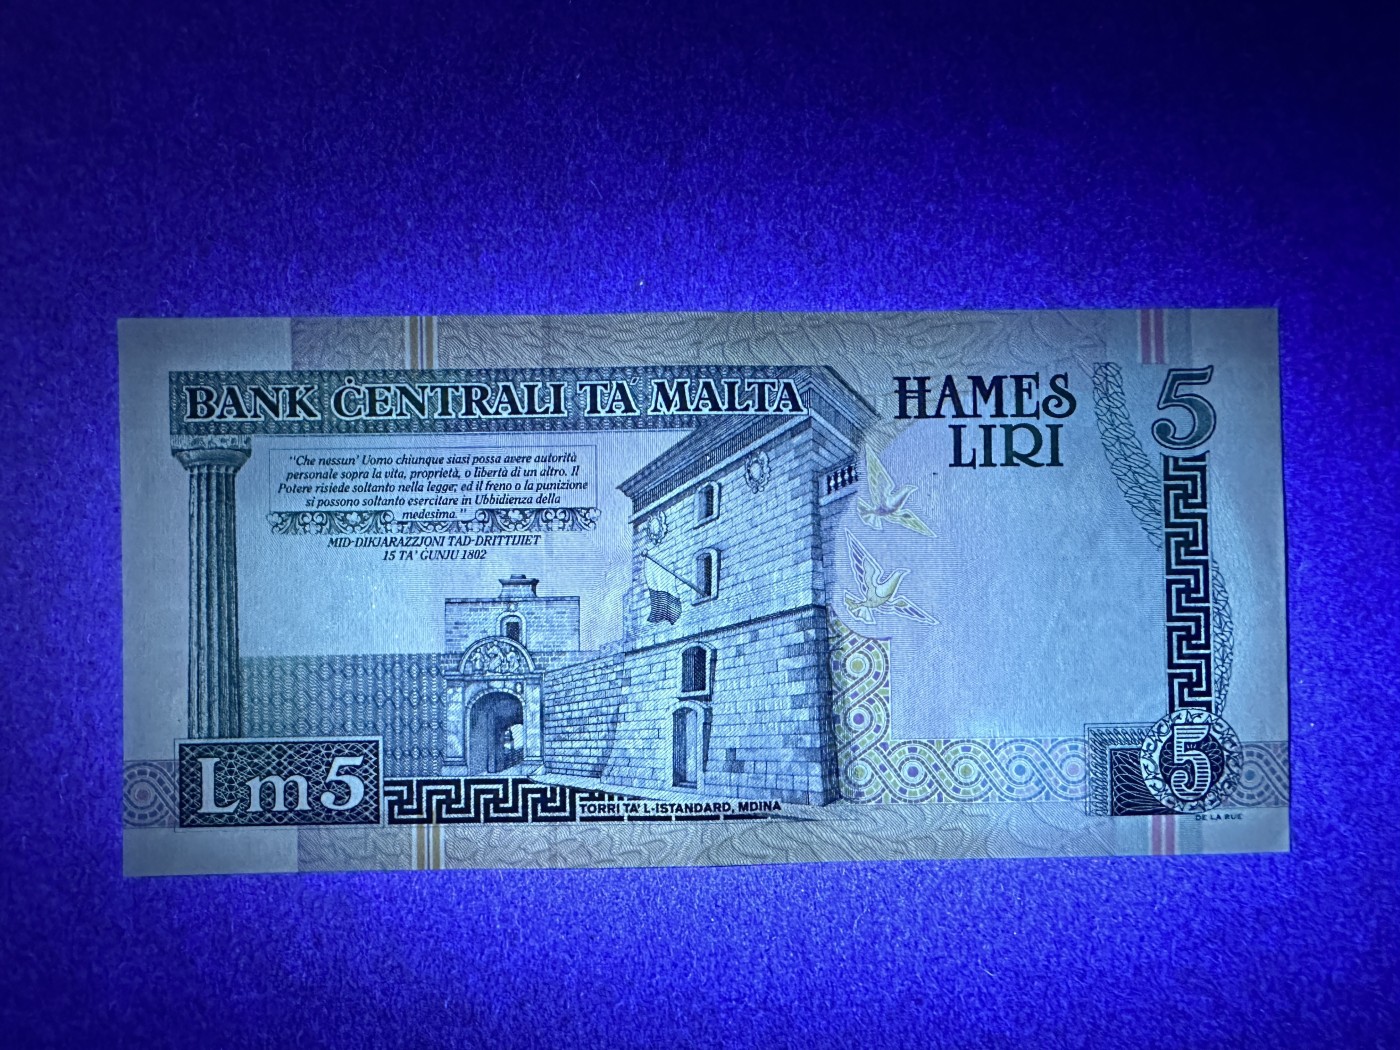 BANK ĊENTRALI TA' MALTA
ĦAMES
LIRI
5
"Che nessun' Uomo chiunque siasi possa avere autorità
personale sopra la vita, proprietà, o libertà di un altro. Il
Potere risiede soltanto nella legge; ed il freno o la punizione
si possono soltanto esercitare in Ubbidienza della
medesima."
MID-DIKJARAZZJONI TAD-DRITTIJIET
15 TA' ĠUNJU 1802
Lm5
TORRI TA' L-ISTANDARD, MDINA
5
DE LA RUE